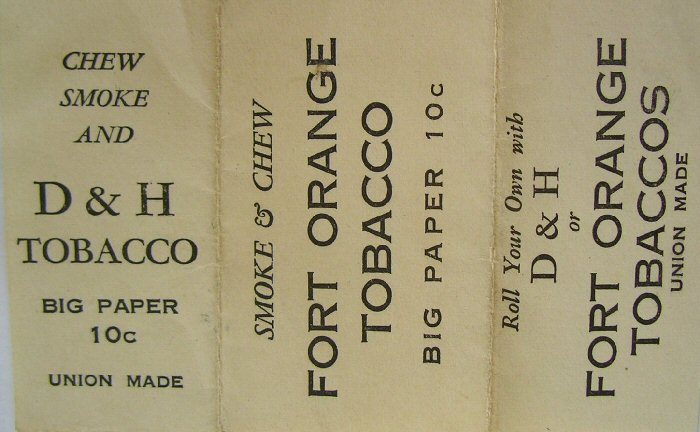 CHEW
SMOKE
AND
D & H
TOBACCO
BIG PAPER
10c
UNION MADE
SMOKE & CHEW
FORT ORANGE
TOBACCO
BIG PAPER 10c
Roll Your Own with
D & H
or
FORT ORANGE
TOBACCOS
UNION MADE